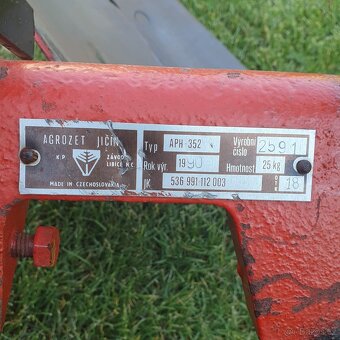 AGROZET JIČÍN
K.P. ZÁVOD
LIBICE N.C.
MADE IN CZECHOSLOVAKIA
Typ APH-352 Výrobní číslo 2591
Rok výr. 1990 Hmotnost 25 kg
JK 536 991 112 003 18